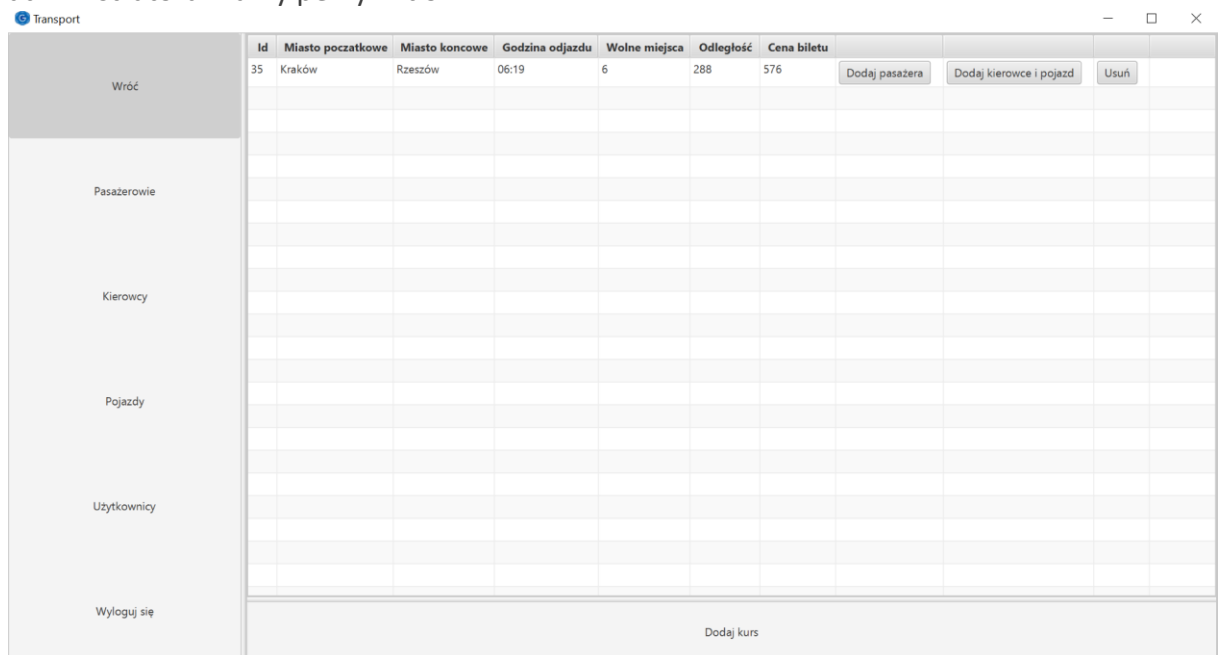 Transport
Id Miasto poczatkowe Miasto koncowe Godzina odjazdu Wolne miejsca Odległość Cena biletu
35 Kraków Rzeszów 06:19 6 288 576 Dodaj pasażera Dodaj kierowce i pojazd Usuń
Wróć
Pasażerowie
Kierowcy
Pojazdy
Użytkownicy
Wyloguj się
Dodaj kurs